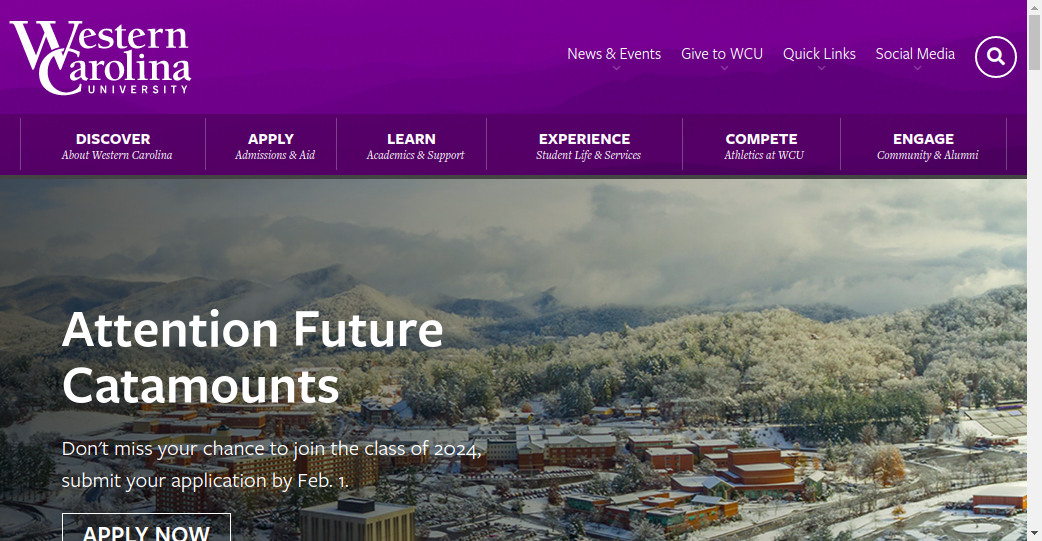 Western
Carolina
UNIVERSITY
News & Events
Give to WCU
Quick Links
Social Media
DISCOVER
About Western Carolina
APPLY
Admissions & Aid
LEARN
Academics & Support
EXPERIENCE
Student Life & Services
COMPETE
Athletics at WCU
ENGAGE
Community & Alumni
Attention Future
Catamounts
Don't miss your chance to join the class of 2024,
submit your application by Feb. 1.
APPLY NOW